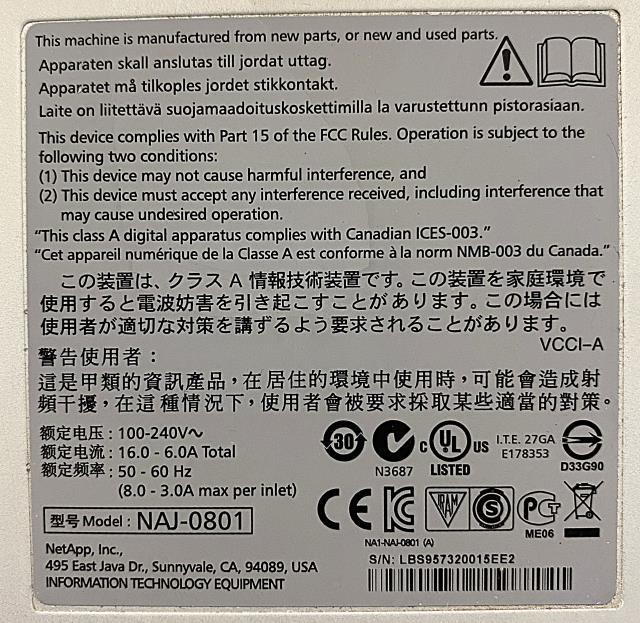 This machine is manufactured from new parts, or new and used parts.
Apparaten skall anslutas till jordat uttag.
Apparatet må tilkoples jordet stikkontakt.
Laite on liitettävä suojamaadoituskoskettimilla la varustettunn pistorasiaan.
This device complies with Part 15 of the FCC Rules. Operation is subject to the
following two conditions:
(1) This device may not cause harmful interference, and
(2) This device must accept any interference received, including interference that
may cause undesired operation.
“This class A digital apparatus complies with Canadian ICES-003.”
“Cet appareil numérique de la Classe A est conforme à la norm NMB-003 du Canada.”
この装置は、クラス A 情報技術装置です。この装置を家庭環境で
使用すると電波妨害を引き起こすことが あります。この場合には
使用者が適切な対策を講ずるよう要求されることがあります。
VCCI-A
警告使用者：
這是甲類的資訊產品，在居住的環境中使用時，可能會造成射
頻干擾，在這種情況下，使用者會被要求採取某些適當的對策。
额定电压：100-240V～
额定电流：16.0 - 6.0A Total
额定频率：50 - 60 Hz
(8.0 - 3.0A max per inlet)
30
N3687
C UL US
LISTED
I.T.E. 27GA
E178353
D33G90
型号 Model : NAJ-0801
CE
TRAM
S
PCT
ME06
NA1-NAJ-0801 (A)
NetApp, Inc.,
495 East Java Dr., Sunnyvale, CA, 94089, USA
INFORMATION TECHNOLOGY EQUIPMENT
S/N: LBS957320015EE2